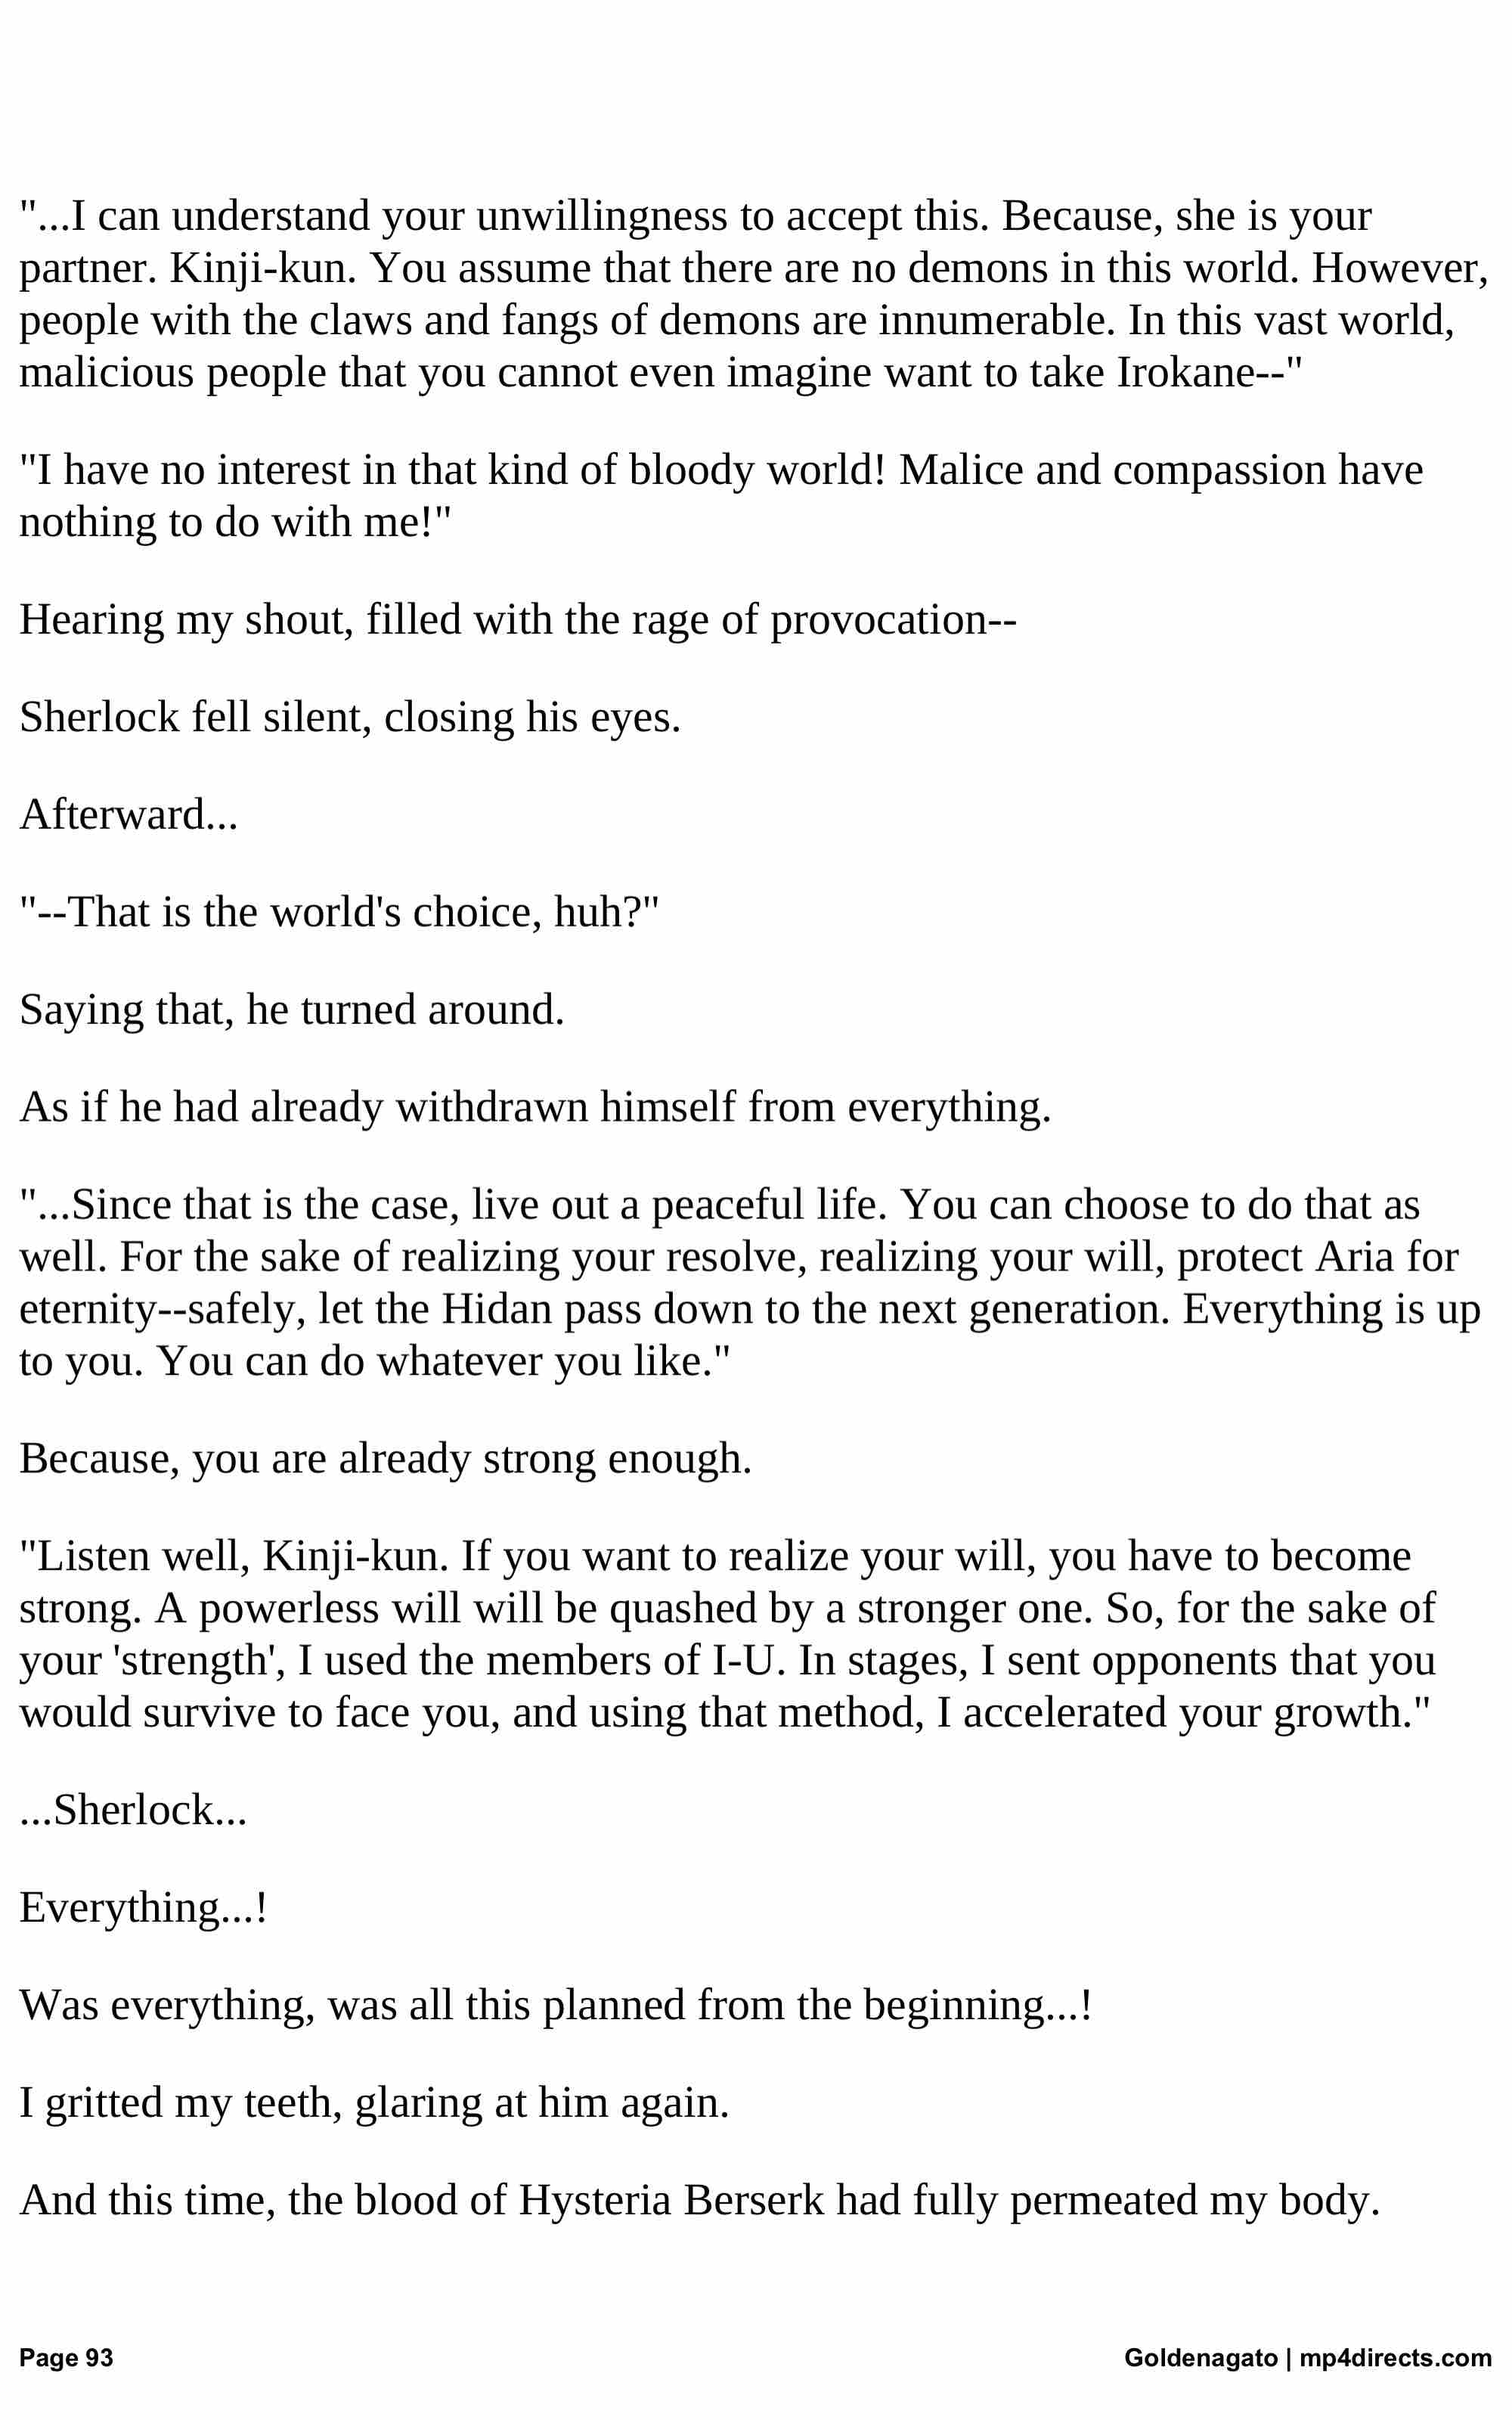 "...I can understand your unwillingness to accept this. Because, she is your
partner. Kinji-kun. You assume that there are no demons in this world. However,
people with the claws and fangs of demons are innumerable. In this vast world,
malicious people that you cannot even imagine want to take Irokane--"
"I have no interest in that kind of bloody world! Malice and compassion have
nothing to do with me!"
Hearing my shout, filled with the rage of provocation--
Sherlock fell silent, closing his eyes.
Afterward...
"--That is the world's choice, huh?"
Saying that, he turned around.
As if he had already withdrawn himself from everything.
"...Since that is the case, live out a peaceful life. You can choose to do that as
well. For the sake of realizing your resolve, realizing your will, protect Aria for
eternity--safely, let the Hidan pass down to the next generation. Everything is up
to you. You can do whatever you like."
Because, you are already strong enough.
"Listen well, Kinji-kun. If you want to realize your will, you have to become
strong. A powerless will will be quashed by a stronger one. So, for the sake of
your 'strength', I used the members of I-U. In stages, I sent opponents that you
would survive to face you, and using that method, I accelerated your growth."
...Sherlock...
Everything...!
Was everything, was all this planned from the beginning...!
I gritted my teeth, glaring at him again.
And this time, the blood of Hysteria Berserk had fully permeated my body.
Page 93
Goldenagato | mp4directs.com